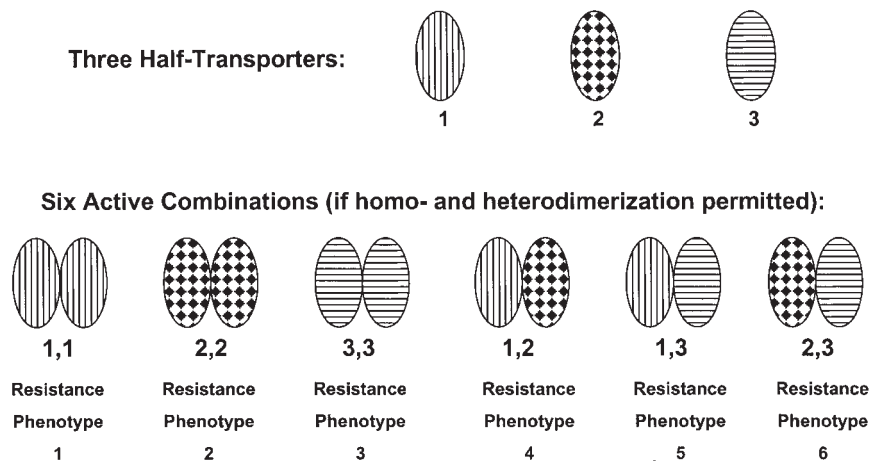 Three Half-Transporters:
1 2 3
Six Active Combinations (if homo- and heterodimerization permitted):
1,1 2,2 3,3 1,2 1,3 2,3
Resistance Resistance Resistance Resistance Resistance Resistance
Phenotype Phenotype Phenotype Phenotype Phenotype Phenotype
1 2 3 4 5 6